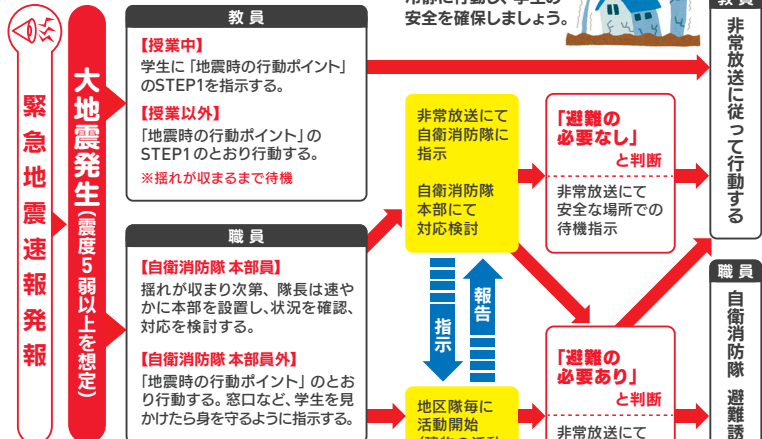 緊急地震速報発報
大地震発生(震度5弱以上を想定)
教 員
【授業中】
学生に「地震時の行動ポイント」
のSTEP1を指示する。
【授業以外】
「地震時の行動ポイント」の
STEP1のとおり行動する。
※揺れが収まるまで待機
職 員
【自衛消防隊 本部員】
揺れが収まり次第、隊長は速や
かに本部を設置し、状況を確認、
対応を検討する。
【自衛消防隊 本部員外】
「地震時の行動ポイント」のとお
り行動する。窓口など、学生を見
かけたら身を守るように指示する。
冷静に行動し、学生の
安全を確保しましょう。
非常放送にて
自衛消防隊に
指示
自衛消防隊
本部にて
対応検討
指示
報告
地区隊毎に
活動開始
「避難の
必要なし」
と判断
非常放送にて
安全な場所での
待機指示
「避難の
必要あり」
と判断
非常放送にて
教 員
非常放送に従って行動する
職 員
自衛消防隊 避難誘